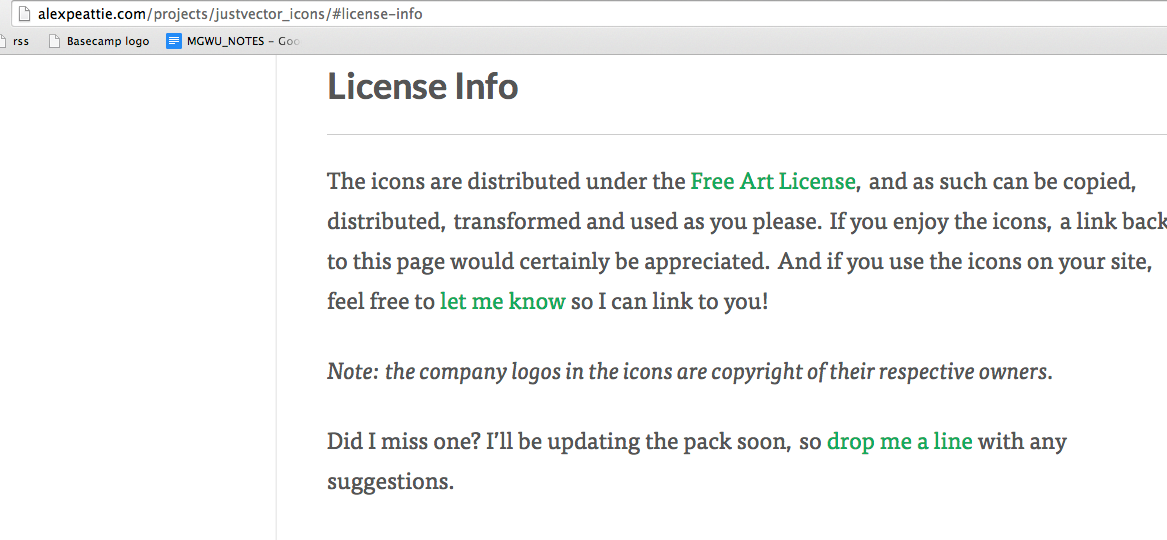 alexpeattie.com/projects/justvector_icons/#license-info
rss Basecamp logo MGWU_NOTES – Goo
License Info
The icons are distributed under the Free Art License, and as such can be copied,
distributed, transformed and used as you please. If you enjoy the icons, a link back
to this page would certainly be appreciated. And if you use the icons on your site,
feel free to let me know so I can link to you!
Note: the company logos in the icons are copyright of their respective owners.
Did I miss one? I’ll be updating the pack soon, so drop me a line with any
suggestions.